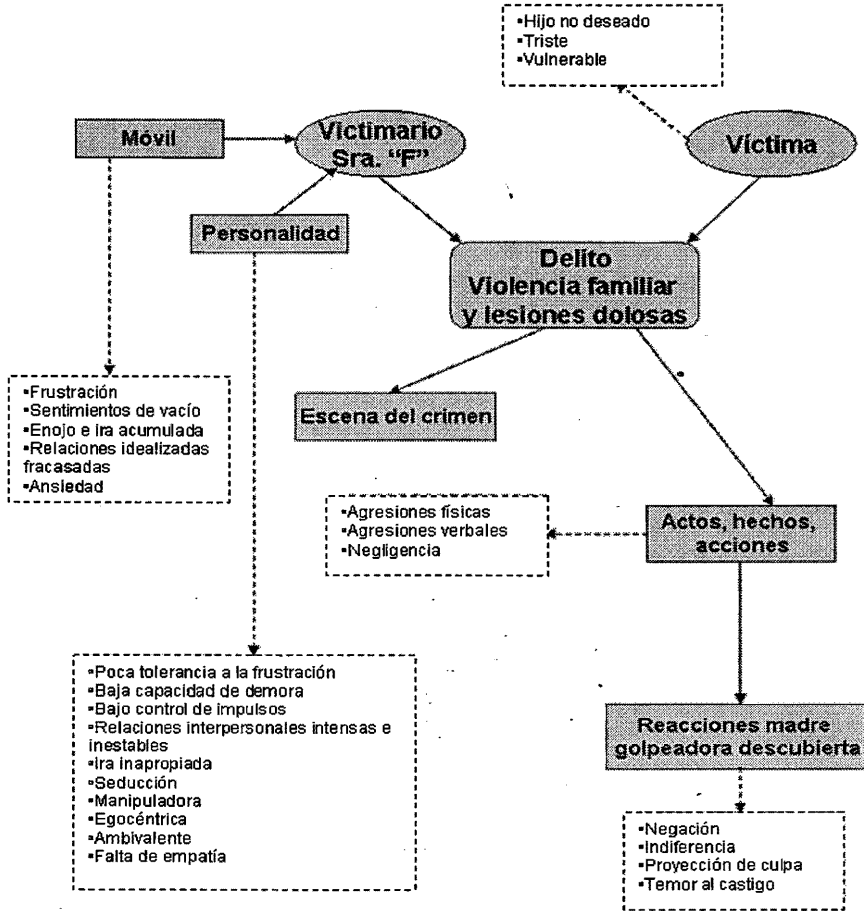 ▪Hijo no deseado
▪Triste
▪Vulnerable
Móvil
Victimario
Sra. “F”
Víctima
Personalidad
Delito
Violencia familiar
y lesiones dolosas
▪Frustración
▪Sentimientos de vacío
▪Enojo e ira acumulada
▪Relaciones idealizadas
fracasadas
▪Ansiedad
Escena del crimen
▪Agresiones físicas
▪Agresiones verbales
▪Negligencia
Actos, hechos,
acciones
▪Poca tolerancia a la frustración
▪Baja capacidad de demora
▪Bajo control de impulsos
▪Relaciones interpersonales intensas e
inestables
▪Ira inapropiada
▪Seducción
▪Manipuladora
▪Egocéntrica
▪Ambivalente
▪Falta de empatía
Reacciones madre
golpeadora descubierta
▪Negación
▪Indiferencia
▪Proyección de culpa
▪Temor al castigo